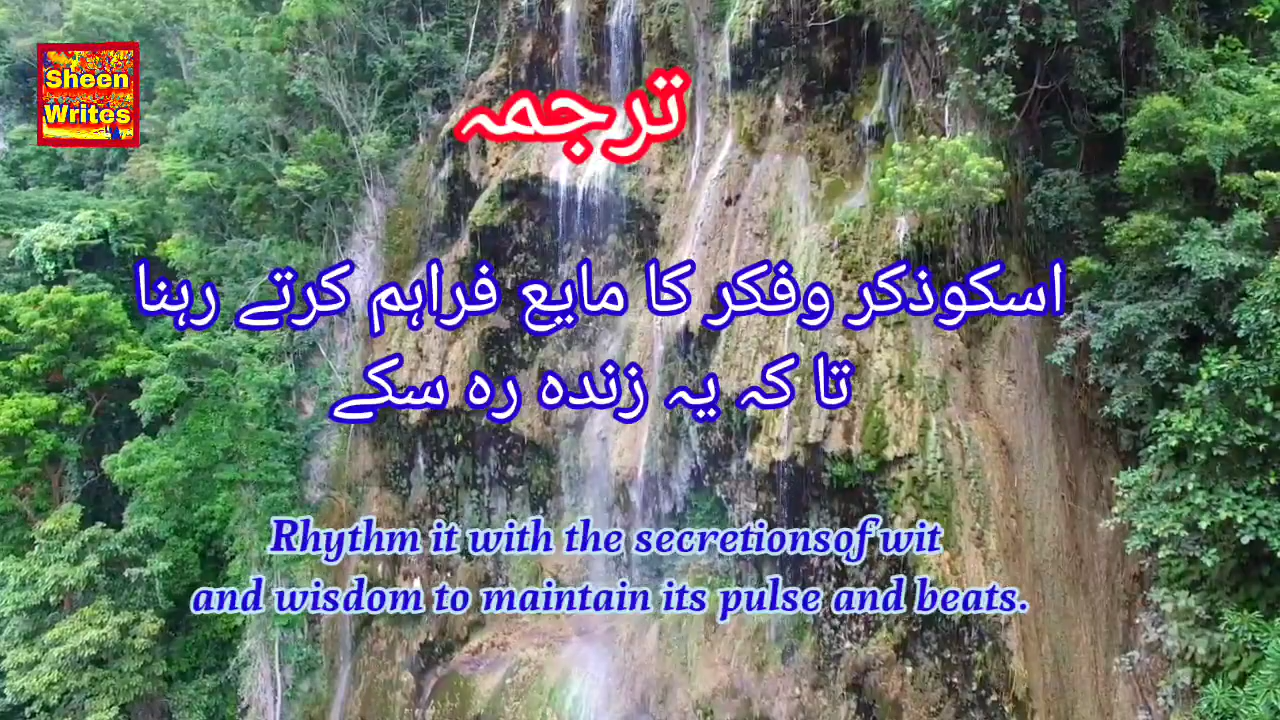 Sheen
Writes
ترجمہ
اسکوذکر وفکر کا مایع فراہم کرتے رہنا
تا کہ یہ زندہ رہ سکے
Rhythm it with the secretionsof wit
and wisdom to maintain its pulse and beats.